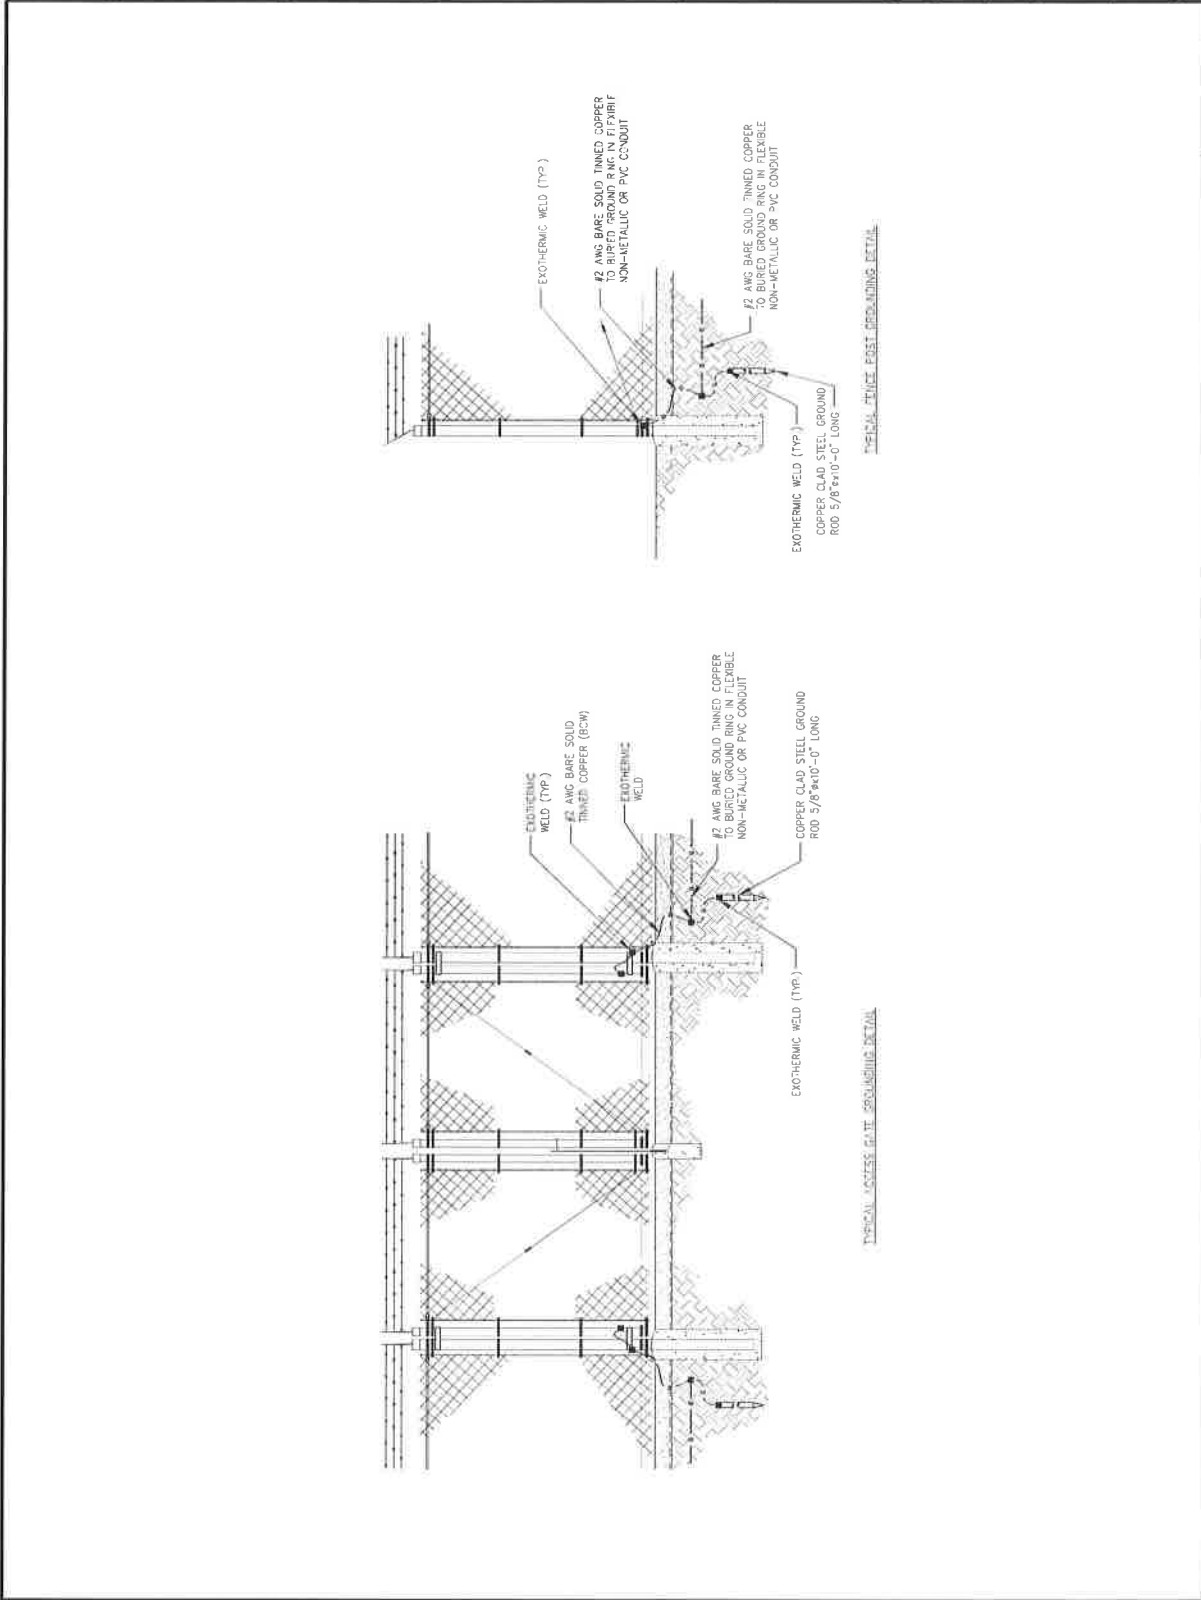 EXOTHERMIC
WELD (TYP.)
#2 AWG BARE SOLID
TINNED COPPER (BCW)
EXOTHERMIC
WELD
#2 AWG BARE SOLID TINNED COPPER
TO BURIED GROUND RING IN FLEXIBLE
NON-METALLIC OR PVC CONDUIT
COPPER CLAD STEEL GROUND
ROD 5/8"øx10'-0" LONG
EXOTHERMIC WELD (TYP.)
TYPICAL ACCESS GATE GROUNDING DETAIL
EXOTHERMIC WELD (TYP.)
#2 AWG BARE SOLID TINNED COPPER
TO BURIED GROUND RING IN FLEXIBLE
NON-METALLIC OR PVC CONDUIT
#2 AWG BARE SOLID TINNED COPPER
TO BURIED GROUND RING IN FLEXIBLE
NON-METALLIC OR PVC CONDUIT
EXOTHERMIC WELD (TYP.)
COPPER CLAD STEEL GROUND
ROD 5/8"øx10'-0" LONG
TYPICAL FENCE POST GROUNDING DETAIL